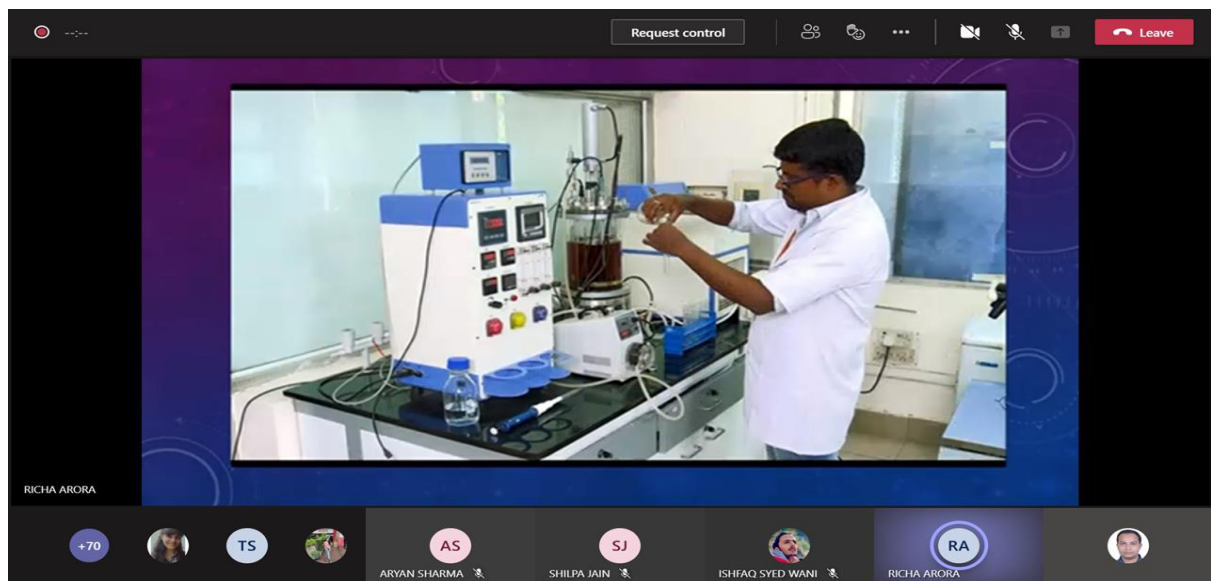 --:--
Request control
Leave
RICHA ARORA
+70
TS
AS
SJ
RA
ARYAN SHARMA
SHILPA JAIN
ISHFAQ SYED WANI
RICHA ARORA